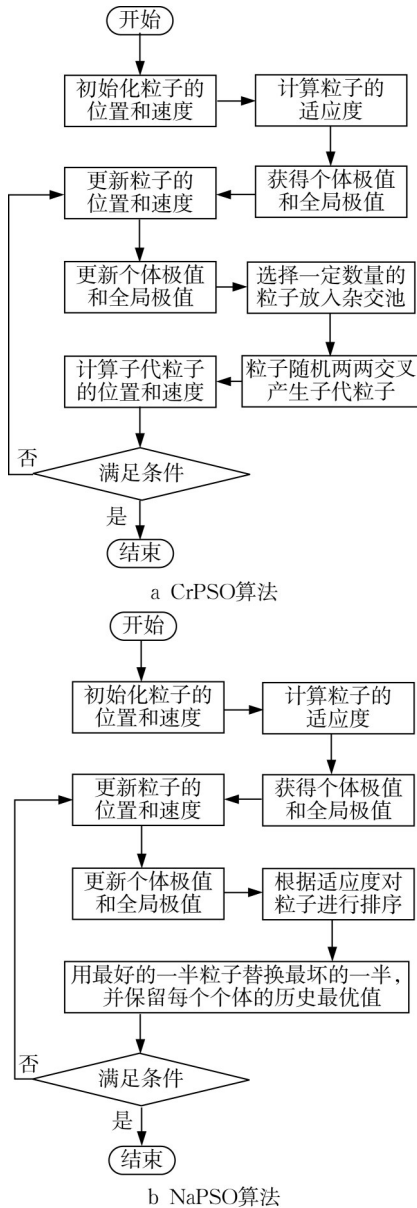 开始
初始化粒子的
位置和速度
计算粒子的
适应度
获得个体极值
和全局极值
更新粒子的
位置和速度
更新个体极值
和全局极值
选择一定数量的
粒子放入杂交池
粒子随机两两交叉
产生子代粒子
计算子代粒子
的位置和速度
否
满足条件
是
结束
a CrPSO算法
开始
初始化粒子的
位置和速度
计算粒子的
适应度
获得个体极值
和全局极值
更新粒子的
位置和速度
更新个体极值
和全局极值
根据适应度对
粒子进行排序
用最好的一半粒子替换最坏的一半，
并保留每个个体的历史最优值
否
满足条件
是
结束
b NaPSO算法